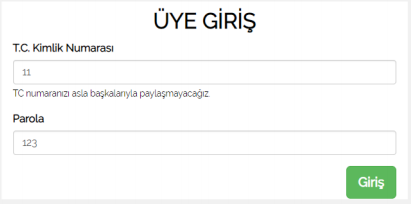 ÜYE GİRİŞ
T.C. Kimlik Numarası
11
TC numaranızı asla başkalarıyla paylaşmayacağız.
Parola
123
Giriş